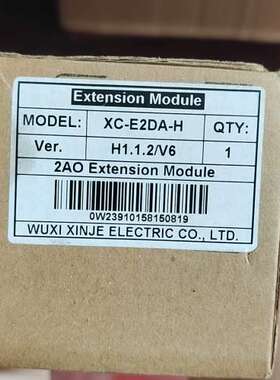 Extension Module
MODEL: XC-E2DA-H QTY:
Ver. H1.1.2/V6 1
2AO Extension Module
0W23910158150819
WUXI XINJE ELECTRIC CO., LTD.